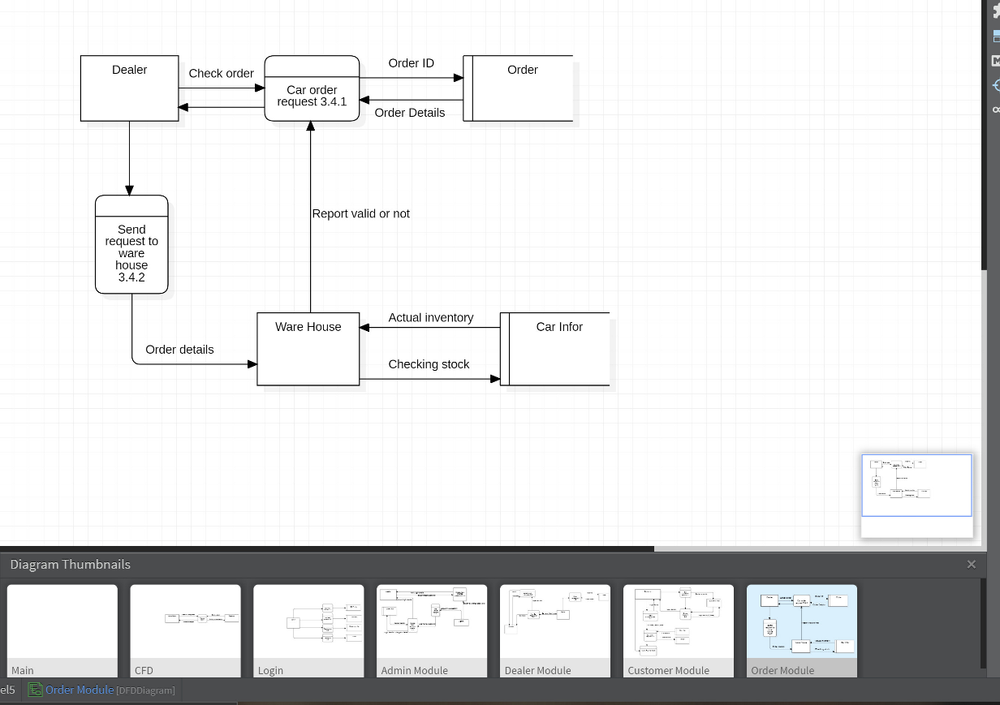 Dealer
Check order
Car order
request 3.4.1
Order ID
Order Details
Order
Report valid or not
Send
request to
ware
house
3.4.2
Order details
Ware House
Actual inventory
Checking stock
Car Infor
Diagram Thumbnails
Main
CFD
Login
Admin Module
Dealer Module
Customer Module
Order Module
el5
Order Module [DFDDiagram]